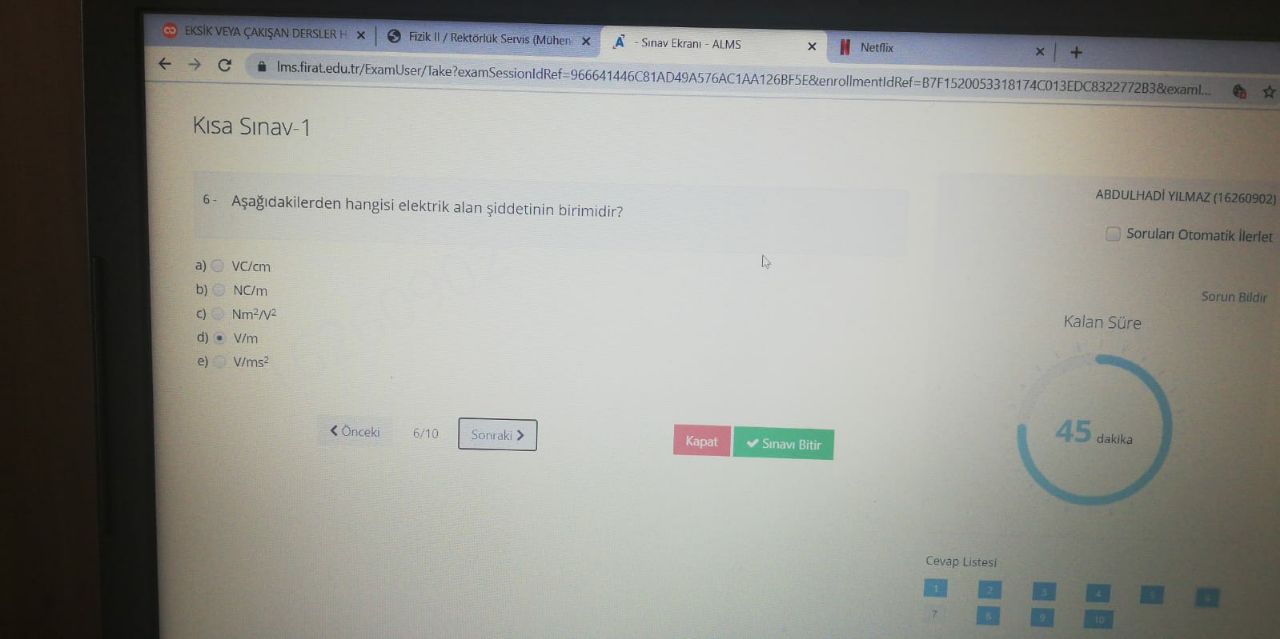 EKSİK VEYA ÇAKIŞAN DERSLER H
Fizik II / Rektörlük Servis (Mühen
- Sınav Ekranı - ALMS
Netflix
lms.firat.edu.tr/ExamUser/Take?examSessionIdRef=966641446C81AD49A576AC1AA126BF5E&enrollmentIdRef=B7F1520053318174C013EDC8322772B3&examI...
Kısa Sınav-1
6- Aşağıdakilerden hangisi elektrik alan şiddetinin birimidir?
a) VC/cm
b) NC/m
c) Nm²/V²
d) V/m
e) V/ms²
Önceki
6/10
Sonraki
Kapat
Sınavı Bitir
ABDULHADİ YILMAZ (16260902)
Soruları Otomatik İlerlet
Sorun Bildir
Kalan Süre
45 dakika
Cevap Listesi
1 2 3 4 5 6
7 8 9 10